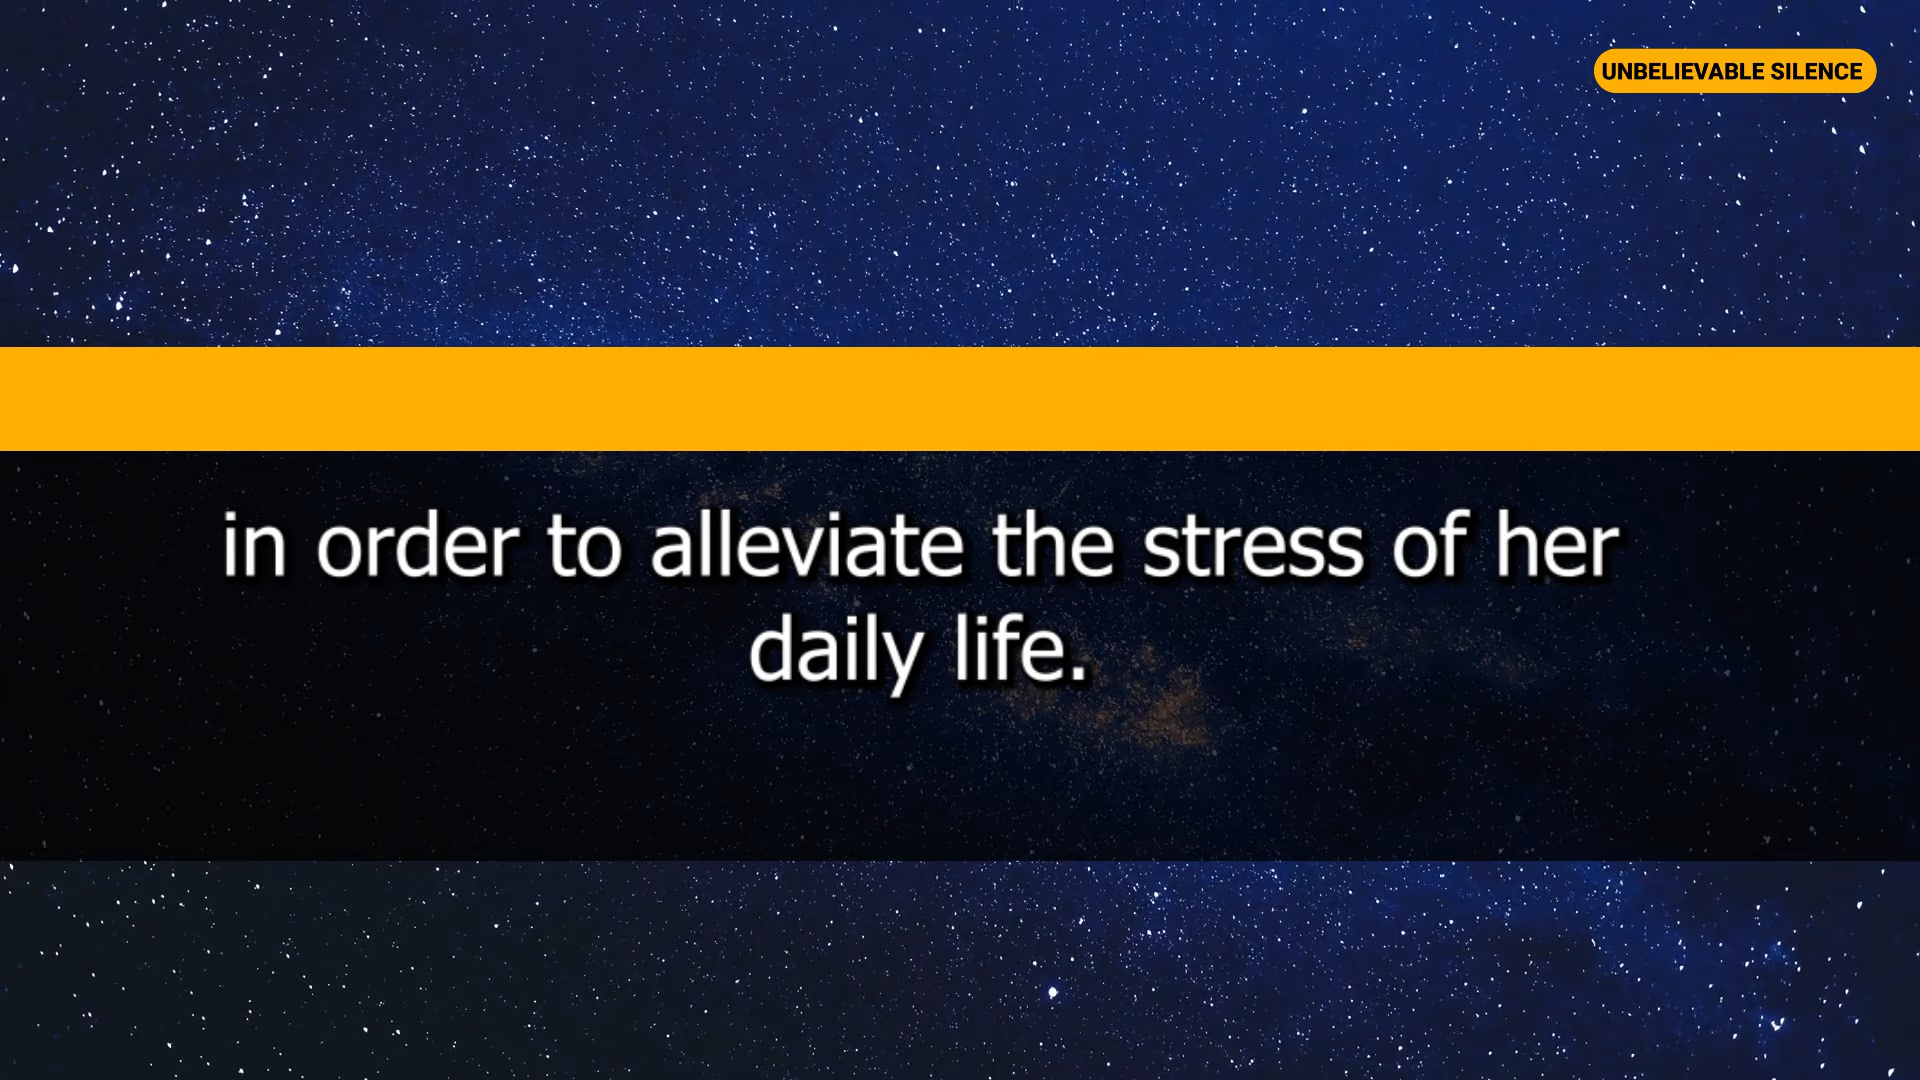 UNBELIEVABLE SILENCE
in order to alleviate the stress of her
daily life.